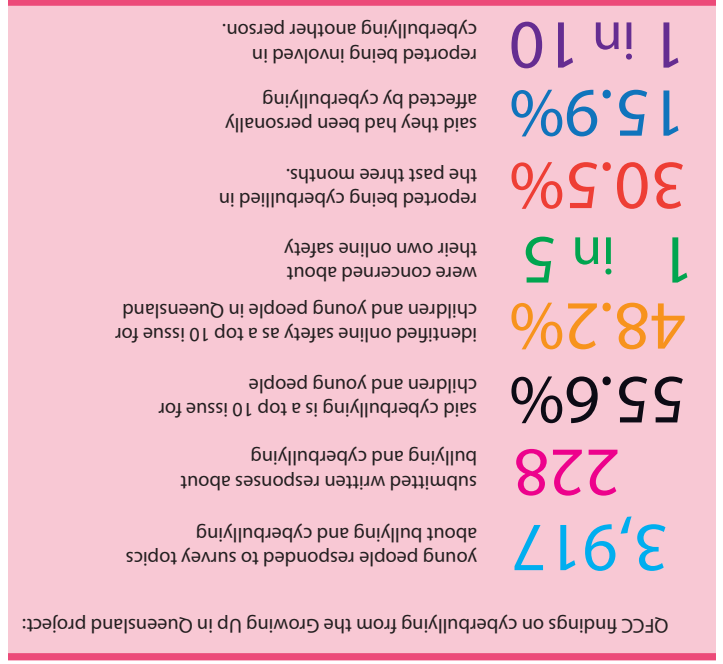 QFCC findings on cyberbullying from the Growing Up in Queensland project:
3,917
young people responded to survey topics
about bullying and cyberbullying
228
submitted written responses about
bullying and cyberbullying
55.6%
said cyberbullying is a top 10 issue for
children and young people
48.2%
identified online safety as a top 10 issue for
children and young people in Queensland
1 in 5
were concerned about
their own online safety
30.5%
reported being cyberbullied in
the past three months.
15.9%
said they had been personally
affected by cyberbullying
1 in 10
reported being involved in
cyberbullying another person.